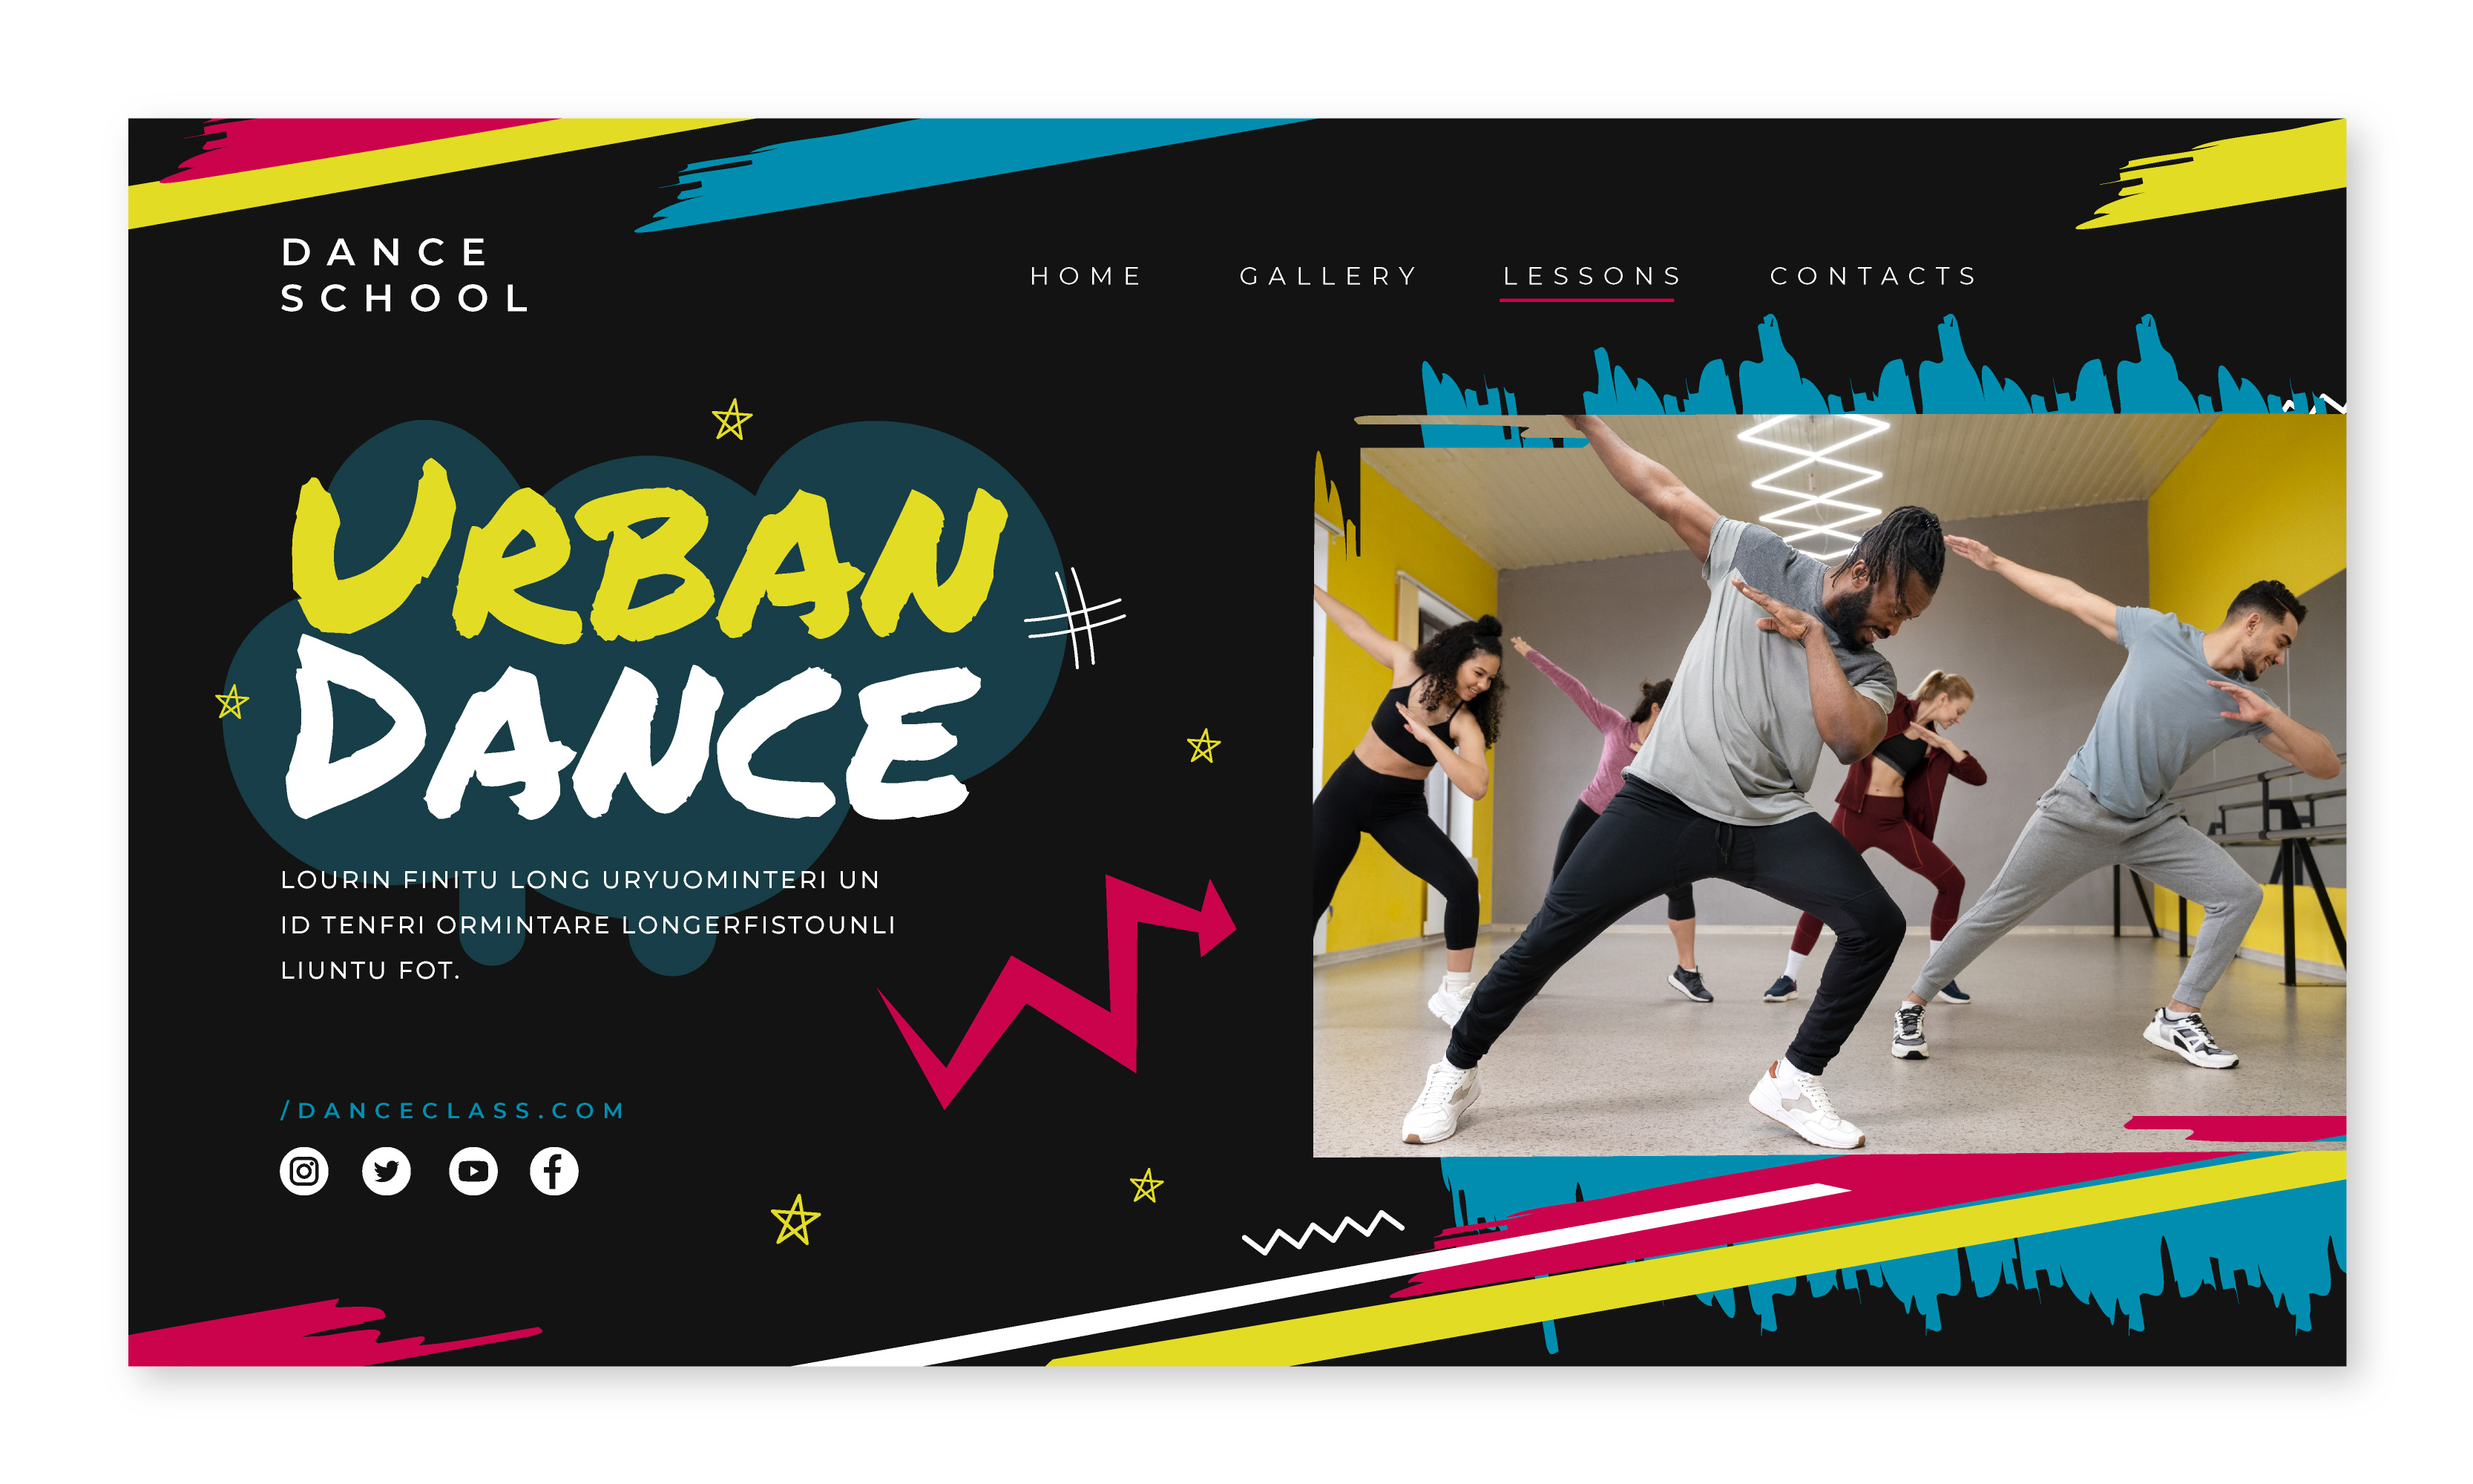 DANCE
SCHOOL
HOME GALLERY LESSONS CONTACTS
URBAN
DANCE
LOURIN FINITU LONG URYUOMINTERI UN
ID TENFRI ORMINTARE LONGERFISTOUNLI
LIUNTU FOT.
/DANCECLASS.COM